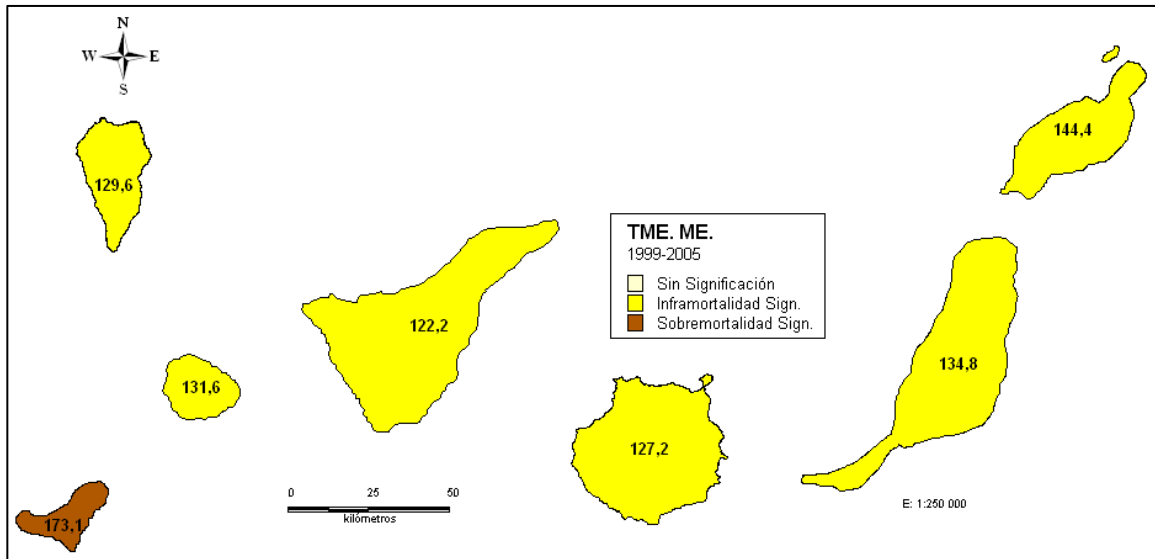 N
W E
S
144,4
129,6
TME. ME.
1999-2005
Sin Significación
Inframortalidad Sign.
Sobremortalidad Sign.
122,2
134,8
131,6
127,2
0 25 50
kilómetros
E: 1:250 000
173,1